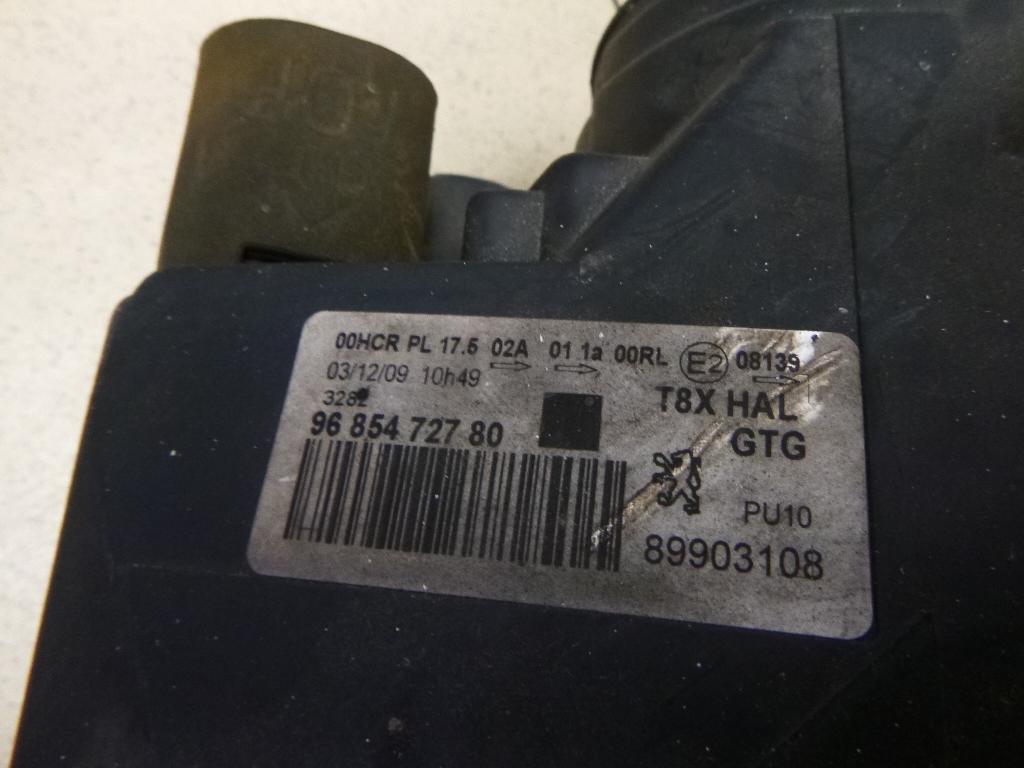 00HCR PL 17.5 02A 01 1a 00RL E2 08139
03/12/09 10h49
3282
T8X HAL
96 854 727 80
GTG
PU10
89903108